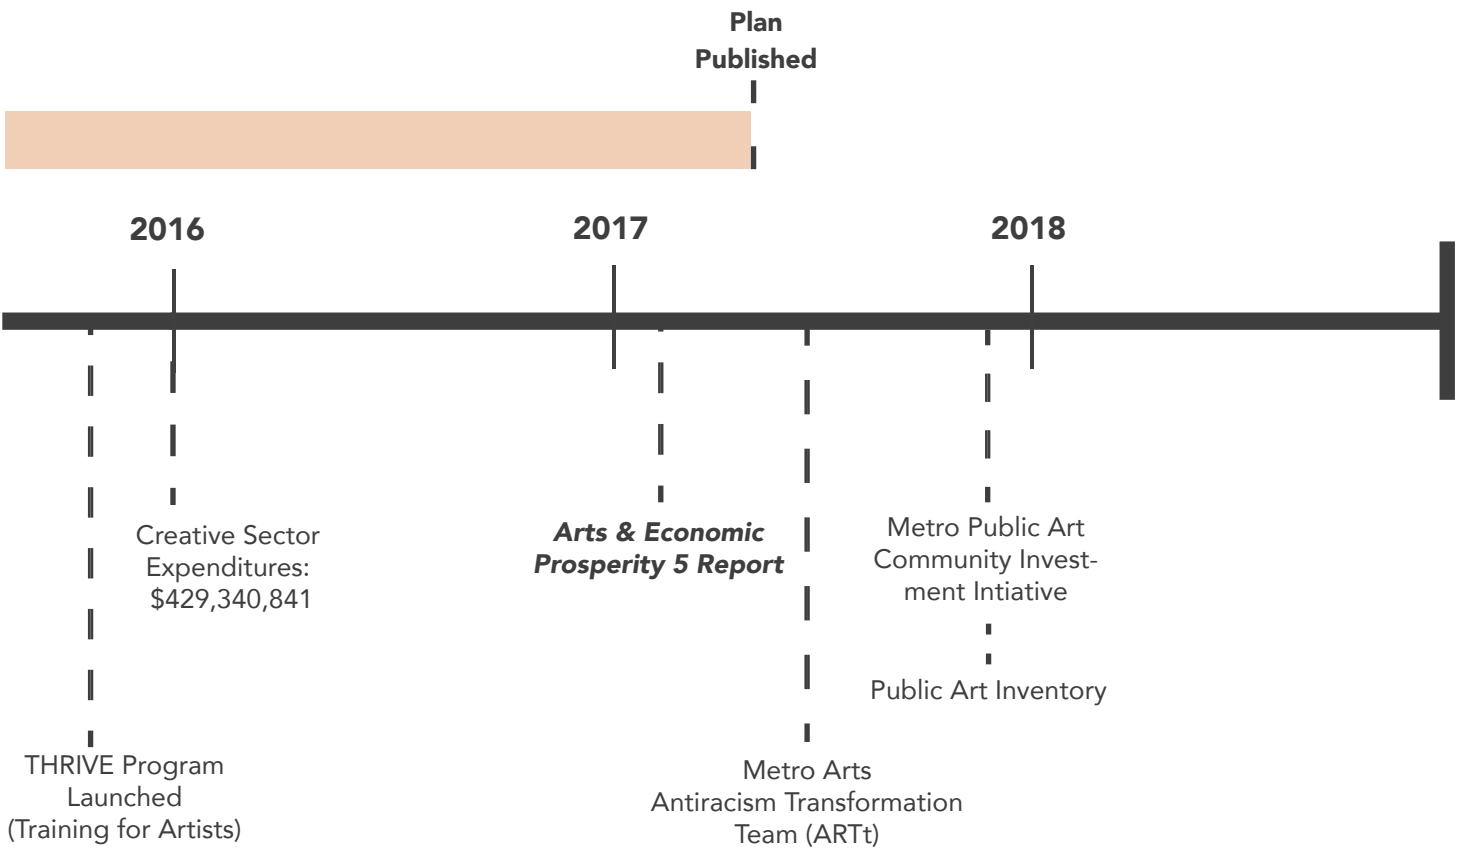 Plan
Published
2016
2017
2018
Creative Sector
Expenditures:
$429,340,841
Arts & Economic
Prosperity 5 Report
Metro Public Art
Community Invest-
ment Intiative
Public Art Inventory
THRIVE Program
Launched
(Training for Artists)
Metro Arts
Antiracism Transformation
Team (ARTt)